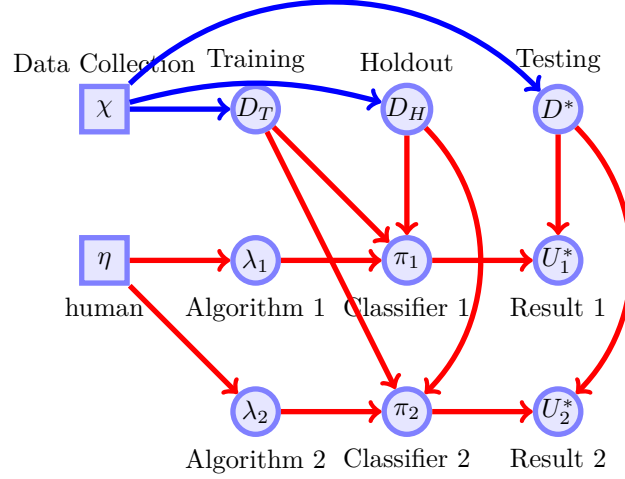 Data Collection Training Holdout Testing
χ D_T D_H D*
η λ₁ π₁ U₁*
human Algorithm 1 Classifier 1 Result 1
λ₂ π₂ U₂*
Algorithm 2 Classifier 2 Result 2